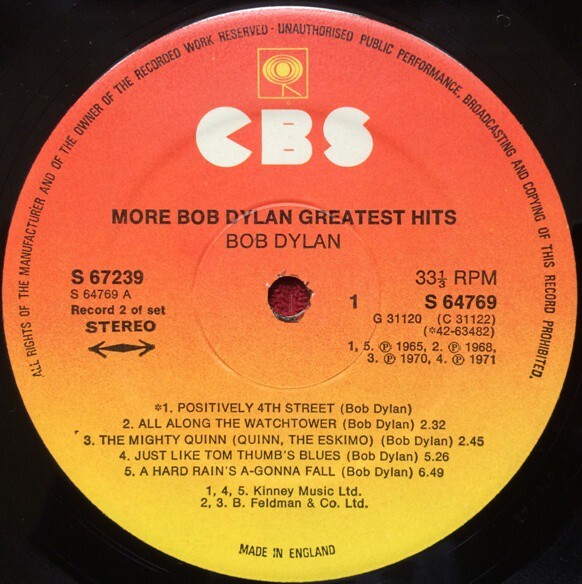 ALL RIGHTS OF THE MANUFACTURER AND OF THE OWNER OF THE RECORDED WORK RESERVED - UNAUTHORISED PUBLIC PERFORMANCE, BROADCASTING AND COPYING OF THIS RECORD PROHIBITED.
CBS
MORE BOB DYLAN GREATEST HITS
BOB DYLAN
S 67239
S 64769 A
Record 2 of set
STEREO
33⅓ RPM
1 S 64769
G 31120 (C 31122)
(*42-63482)
1, 5. ℗ 1965, 2. ℗ 1968,
3. ℗ 1970, 4. ℗ 1971
*1. POSITIVELY 4TH STREET (Bob Dylan)
2. ALL ALONG THE WATCHTOWER (Bob Dylan) 2.32
3. THE MIGHTY QUINN (QUINN, THE ESKIMO) (Bob Dylan) 2.45
4. JUST LIKE TOM THUMB'S BLUES (Bob Dylan) 5.26
5. A HARD RAIN'S A-GONNA FALL (Bob Dylan) 6.49
1, 4, 5. Kinney Music Ltd.
2, 3. B. Feldman & Co. Ltd.
MADE IN ENGLAND